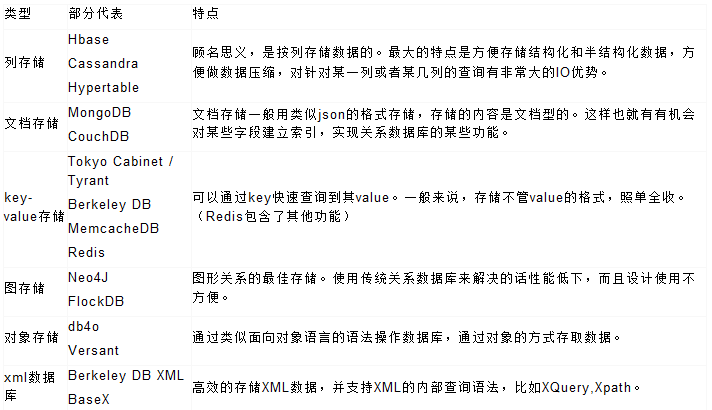 类型 部分代表 特点
列存储
Hbase
Cassandra
Hypertable
顾名思义，是按列存储数据的。最大的特点是方便存储结构化和半结构化数据，方
便做数据压缩，对针对某一列或者某几列的查询有非常大的IO优势。
文档存储
MongoDB
CouchDB
文档存储一般用类似json的格式存储，存储的内容是文档型的。这样也就有有机会
对某些字段建立索引，实现关系数据库的某些功能。
key-
value存储
Tokyo Cabinet /
Tyrant
Berkeley DB
MemcacheDB
Redis
可以通过key快速查询到其value。一般来说，存储不管value的格式，照单全收。
（Redis包含了其他功能）
图存储
Neo4J
FlockDB
图形关系的最佳存储。使用传统关系数据库来解决的话性能低下，而且设计使用不
方便。
对象存储
db4o
Versant
通过类似面向对象语言的语法操作数据库，通过对象的方式存取数据。
xml数据
库
Berkeley DB XML
BaseX
高效的存储XML数据，并支持XML的内部查询语法，比如XQuery,Xpath。